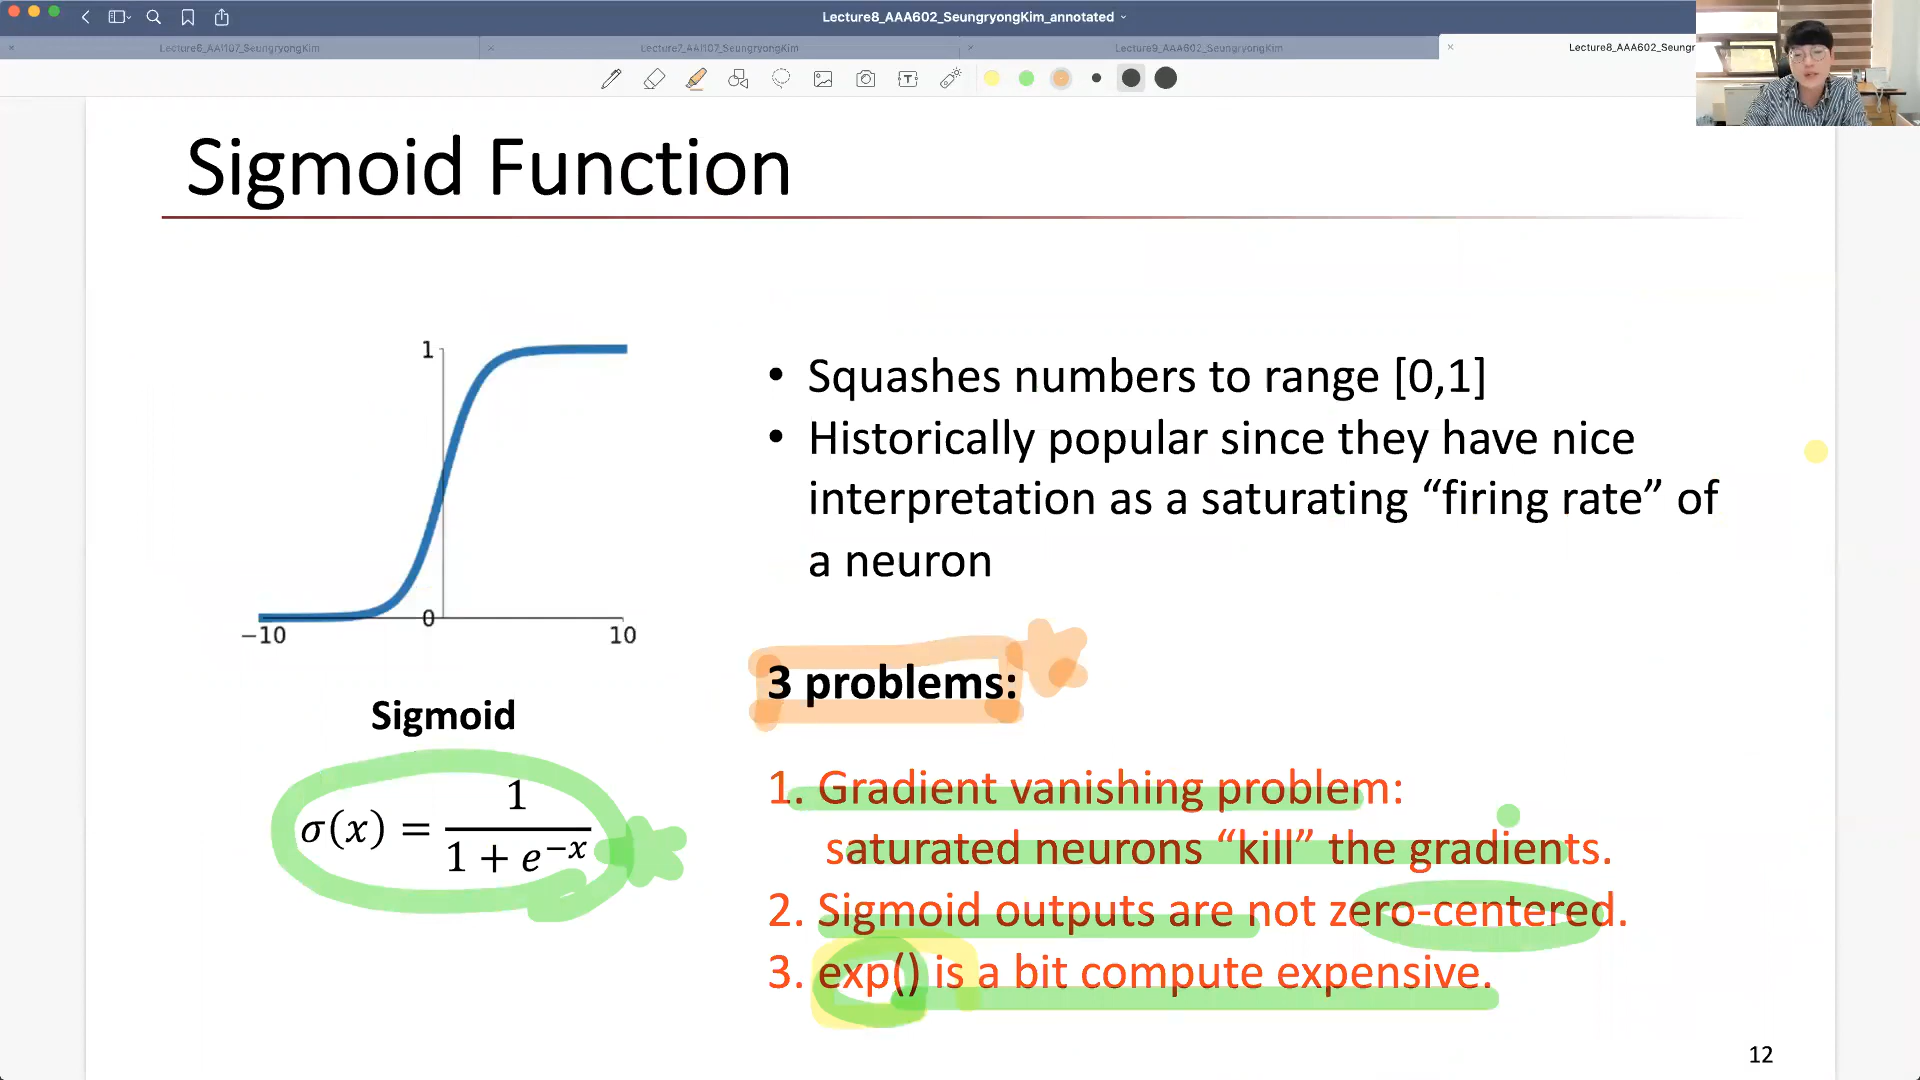 Lecture8_AAA602_SeungryongKim_annotated
Lecture6_AAI107_SeungryongKim
Lecture7_AAI107_SeungryongKim
Lecture9_AAA602_SeungryongKim
Lecture8_AAA602_Seungr
Sigmoid Function
1
0
−10
10
Sigmoid
σ(x) = 1 / (1 + e^{−x})
• Squashes numbers to range [0,1]
• Historically popular since they have nice
interpretation as a saturating “firing rate” of
a neuron
3 problems:
1. Gradient vanishing problem:
saturated neurons “kill” the gradients.
2. Sigmoid outputs are not zero-centered.
3. exp() is a bit compute expensive.
12